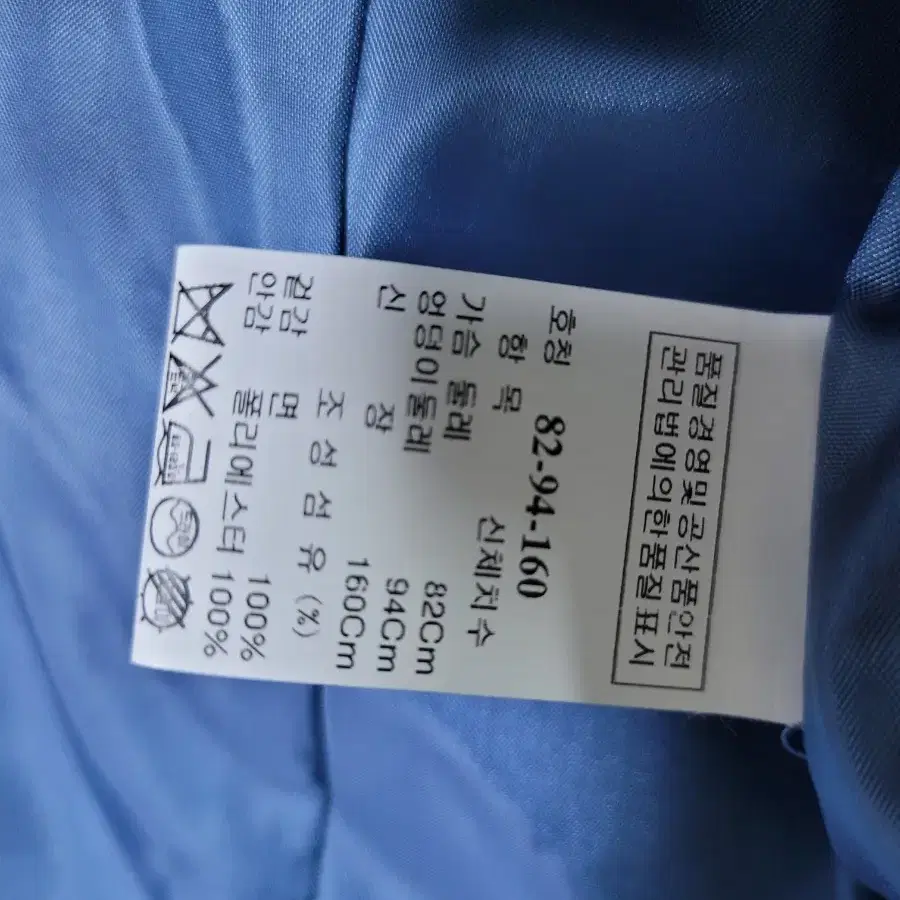 품질경영및공산품안전
관리법에의한품질표시
호칭 82-94-160
항 목 신체치수
가슴 둘레 82Cm
엉덩이둘레 94Cm
신 장 160Cm
조 성 섬 유 (%)
겉감 면 100%
안감 폴리에스터 100%